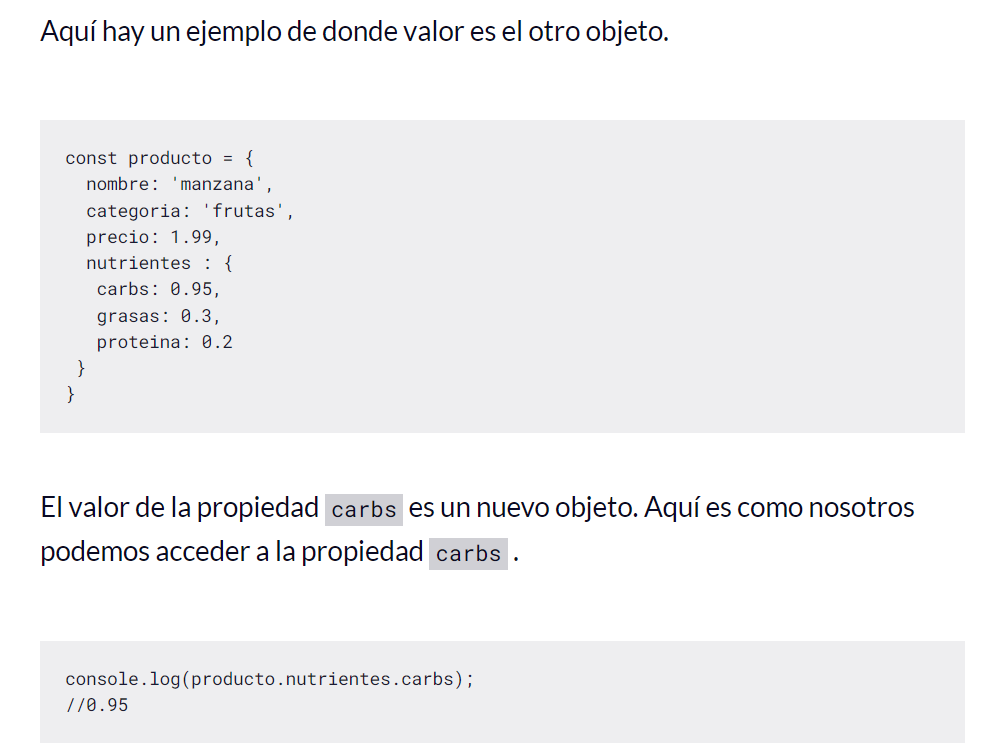 Aquí hay un ejemplo de donde valor es el otro objeto.
const producto = {
  nombre: 'manzana',
  categoria: 'frutas',
  precio: 1.99,
  nutrientes : {
   carbs: 0.95,
   grasas: 0.3,
   proteina: 0.2
 }
}
El valor de la propiedad carbs es un nuevo objeto. Aquí es como nosotros
podemos acceder a la propiedad carbs .
console.log(producto.nutrientes.carbs);
//0.95